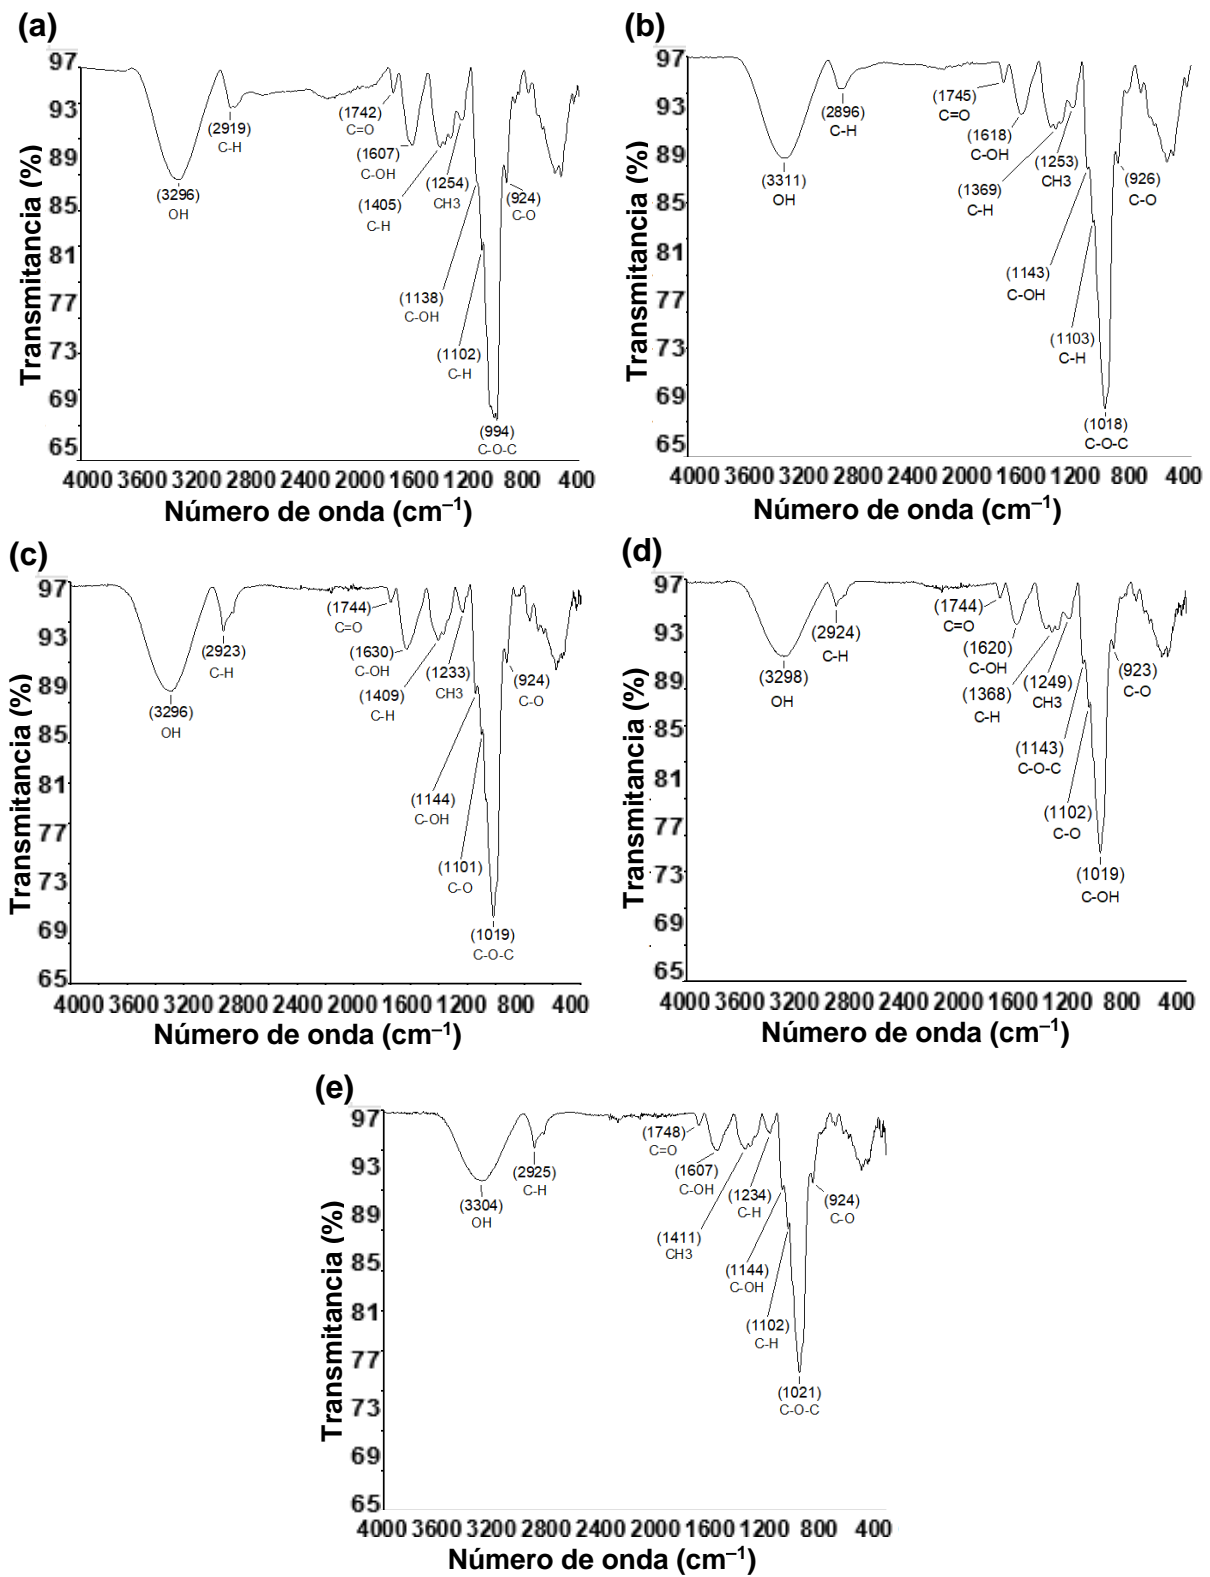 (a)
97
93
89
85
81
77
73
69
65
Transmitancia (%)
(3296)
OH
(2919)
C-H
(1742)
C=O
(1607)
C-OH
(1405)
C-H
(1254)
CH3
(1138)
C-OH
(1102)
C-H
(994)
C-O-C
(924)
C-O
4000 3600 3200 2800 2000 1600 1200 800 400
Número de onda (cm⁻¹)
(b)
97
93
89
85
81
77
73
69
65
Transmitancia (%)
(3311)
OH
(2896)
C-H
(1745)
C=O
(1618)
C-OH
(1369)
C-H
(1253)
CH3
(1143)
C-OH
(1103)
C-H
(1018)
C-O-C
(926)
C-O
4000 3600 3200 2800 2000 1600 1200 800 400
Número de onda (cm⁻¹)
(c)
97
93
89
85
81
77
73
69
65
Transmitancia (%)
(3296)
OH
(2923)
C-H
(1744)
C=O
(1630)
C-OH
(1409)
C-H
(1233)
CH3
(1144)
C-OH
(1101)
C-O
(1019)
C-O-C
(924)
C-O
4000 3600 3200 2800 2000 1600 1200 800 400
Número de onda (cm⁻¹)
(d)
97
93
89
85
81
77
73
69
65
Transmitancia (%)
(3298)
OH
(2924)
C-H
(1744)
C=O
(1620)
C-OH
(1368)
C-H
(1249)
CH3
(1143)
C-O-C
(1102)
C-O
(1019)
C-OH
(923)
C-O
4000 3600 3200 2800 2000 1600 1200 800 400
Número de onda (cm⁻¹)
(e)
97
93
89
85
81
77
73
69
65
Transmitancia (%)
(3304)
OH
(2925)
C-H
(1748)
C=O
(1607)
C-OH
(1411)
CH3
(1234)
C-H
(1144)
C-OH
(1102)
C-H
(1021)
C-O-C
(924)
C-O
4000 3600 3200 2800 2000 1600 1200 800 400
Número de onda (cm⁻¹)